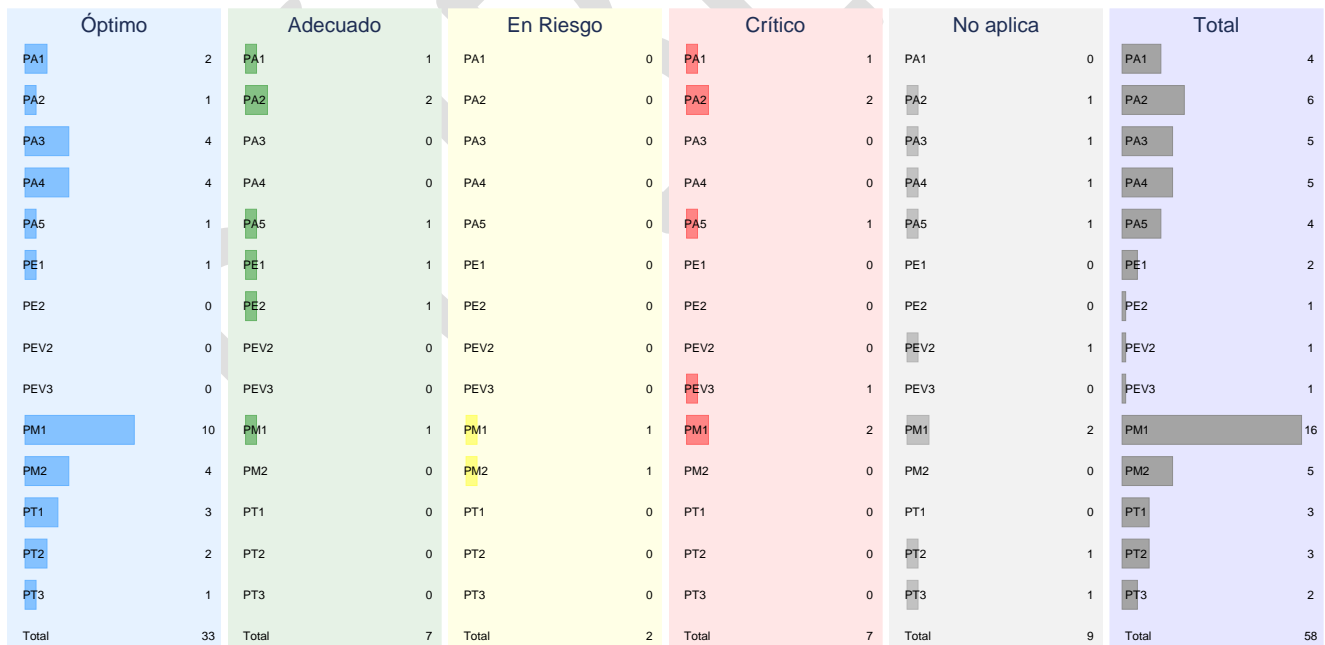 Óptimo Adecuado En Riesgo Crítico No aplica Total
PA1 2 PA1 1 PA1 0 PA1 1 PA1 0 PA1 4
PA2 1 PA2 2 PA2 0 PA2 2 PA2 1 PA2 6
PA3 4 PA3 0 PA3 0 PA3 0 PA3 1 PA3 5
PA4 4 PA4 0 PA4 0 PA4 0 PA4 1 PA4 5
PA5 1 PA5 1 PA5 0 PA5 1 PA5 1 PA5 4
PE1 1 PE1 1 PE1 0 PE1 0 PE1 0 PE1 2
PE2 0 PE2 1 PE2 0 PE2 0 PE2 0 PE2 1
PEV2 0 PEV2 0 PEV2 0 PEV2 0 PEV2 1 PEV2 1
PEV3 0 PEV3 0 PEV3 0 PEV3 1 PEV3 0 PEV3 1
PM1 10 PM1 1 PM1 1 PM1 2 PM1 2 PM1 16
PM2 4 PM2 0 PM2 1 PM2 0 PM2 0 PM2 5
PT1 3 PT1 0 PT1 0 PT1 0 PT1 0 PT1 3
PT2 2 PT2 0 PT2 0 PT2 0 PT2 1 PT2 3
PT3 1 PT3 0 PT3 0 PT3 0 PT3 1 PT3 2
Total 33 Total 7 Total 2 Total 7 Total 9 Total 58